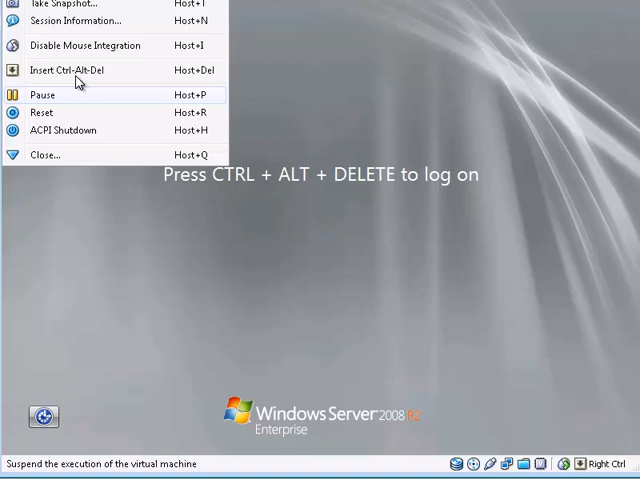 Take Snapshot... Host+T
Session Information... Host+N
Disable Mouse Integration Host+I
Insert Ctrl-Alt-Del Host+Del
Pause Host+P
Reset Host+R
ACPI Shutdown Host+H
Close... Host+Q
Press CTRL + ALT + DELETE to log on
Windows Server 2008 R2
Enterprise
Suspend the execution of the virtual machine Right Ctrl